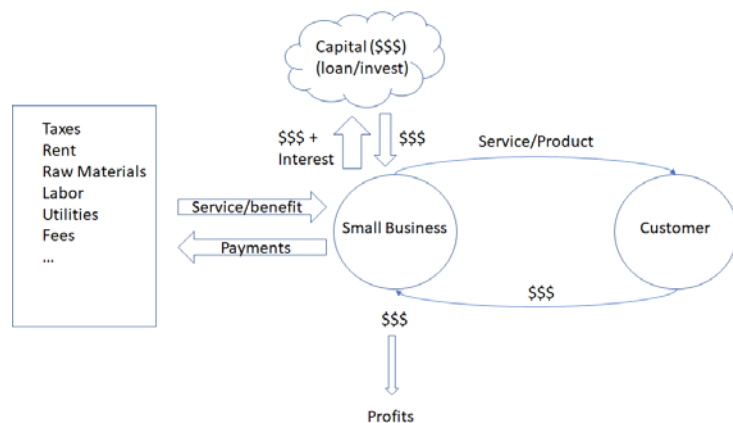 Capital ($$$)
(loan/invest)
$$$ +
Interest
$$$
Service/Product
Taxes
Rent
Raw Materials
Labor
Utilities
Fees
...
Service/benefit
Payments
Small Business
Customer
$$$
$$$
Profits